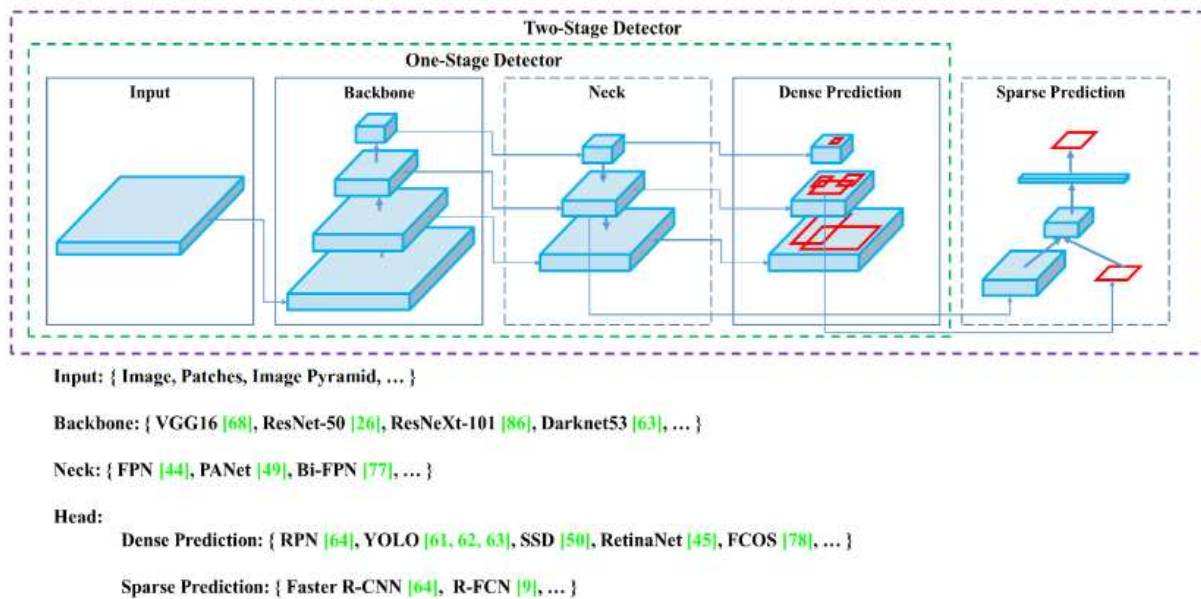 Two-Stage Detector
One-Stage Detector
Input
Backbone
Neck
Dense Prediction
Sparse Prediction
Input: { Image, Patches, Image Pyramid, … }
Backbone: { VGG16 [68], ResNet-50 [26], ResNeXt-101 [86], Darknet53 [63], … }
Neck: { FPN [44], PANet [49], Bi-FPN [77], … }
Head:
Dense Prediction: { RPN [64], YOLO [61, 62, 63], SSD [50], RetinaNet [45], FCOS [78], … }
Sparse Prediction: { Faster R-CNN [64], R-FCN [9], … }